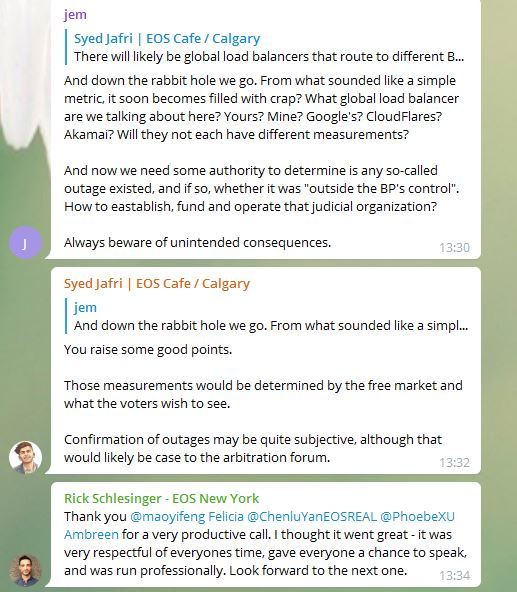 jem
Syed Jafri | EOS Cafe / Calgary
There will likely be global load balancers that route to different B...
And down the rabbit hole we go. From what sounded like a simple
metric, it soon becomes filled with crap? What global load balancer
are we talking about here? Yours? Mine? Google's? CloudFlares?
Akamai? Will they not each have different measurements?
And now we need some authority to determine is any so-called
outage existed, and if so, whether it was "outside the BP's control".
How to eastablish, fund and operate that judicial organization?
Always beware of unintended consequences.
13:30
J
Syed Jafri | EOS Cafe / Calgary
jem
And down the rabbit hole we go. From what sounded like a simpl...
You raise some good points.
Those measurements would be determined by the free market and
what the voters wish to see.
Confirmation of outages may be quite subjective, although that
would likely be case to the arbitration forum.
13:32
Rick Schlesinger - EOS New York
Thank you @maoyifeng Felicia @ChenluYanEOSREAL @PhoebeXU
Ambreen for a very productive call. I thought it went great - it was
very respectful of everyones time, gave everyone a chance to speak,
and was run professionally. Look forward to the next one.
13:34